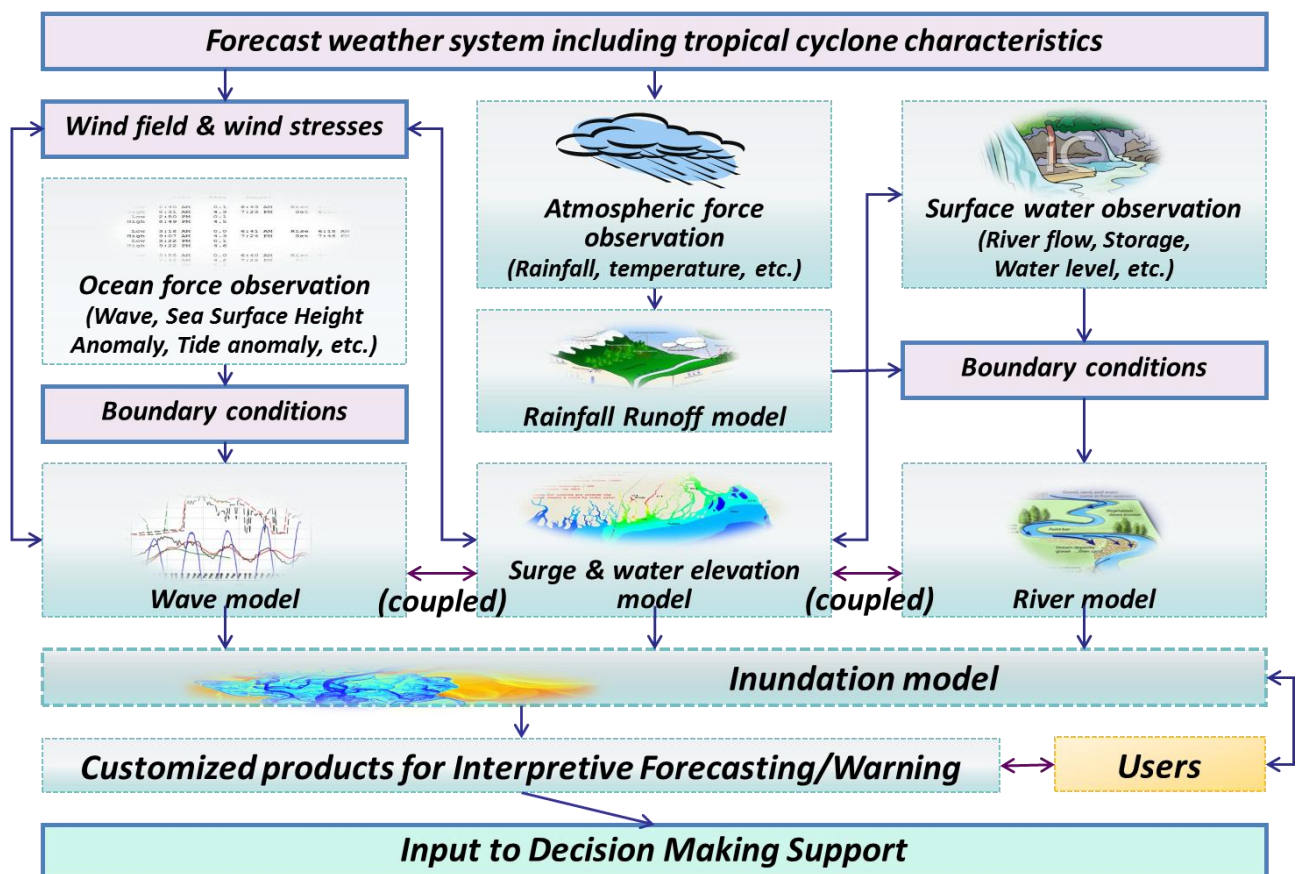 Forecast weather system including tropical cyclone characteristics
Wind field & wind stresses
Ocean force observation
(Wave, Sea Surface Height
Anomaly, Tide anomaly, etc.)
Boundary conditions
Wave model
Atmospheric force
observation
(Rainfall, temperature, etc.)
Rainfall Runoff model
Surge & water elevation
model
Surface water observation
(River flow, Storage,
Water level, etc.)
Boundary conditions
River model
(coupled)
(coupled)
Inundation model
Customized products for Interpretive Forecasting/Warning
Users
Input to Decision Making Support